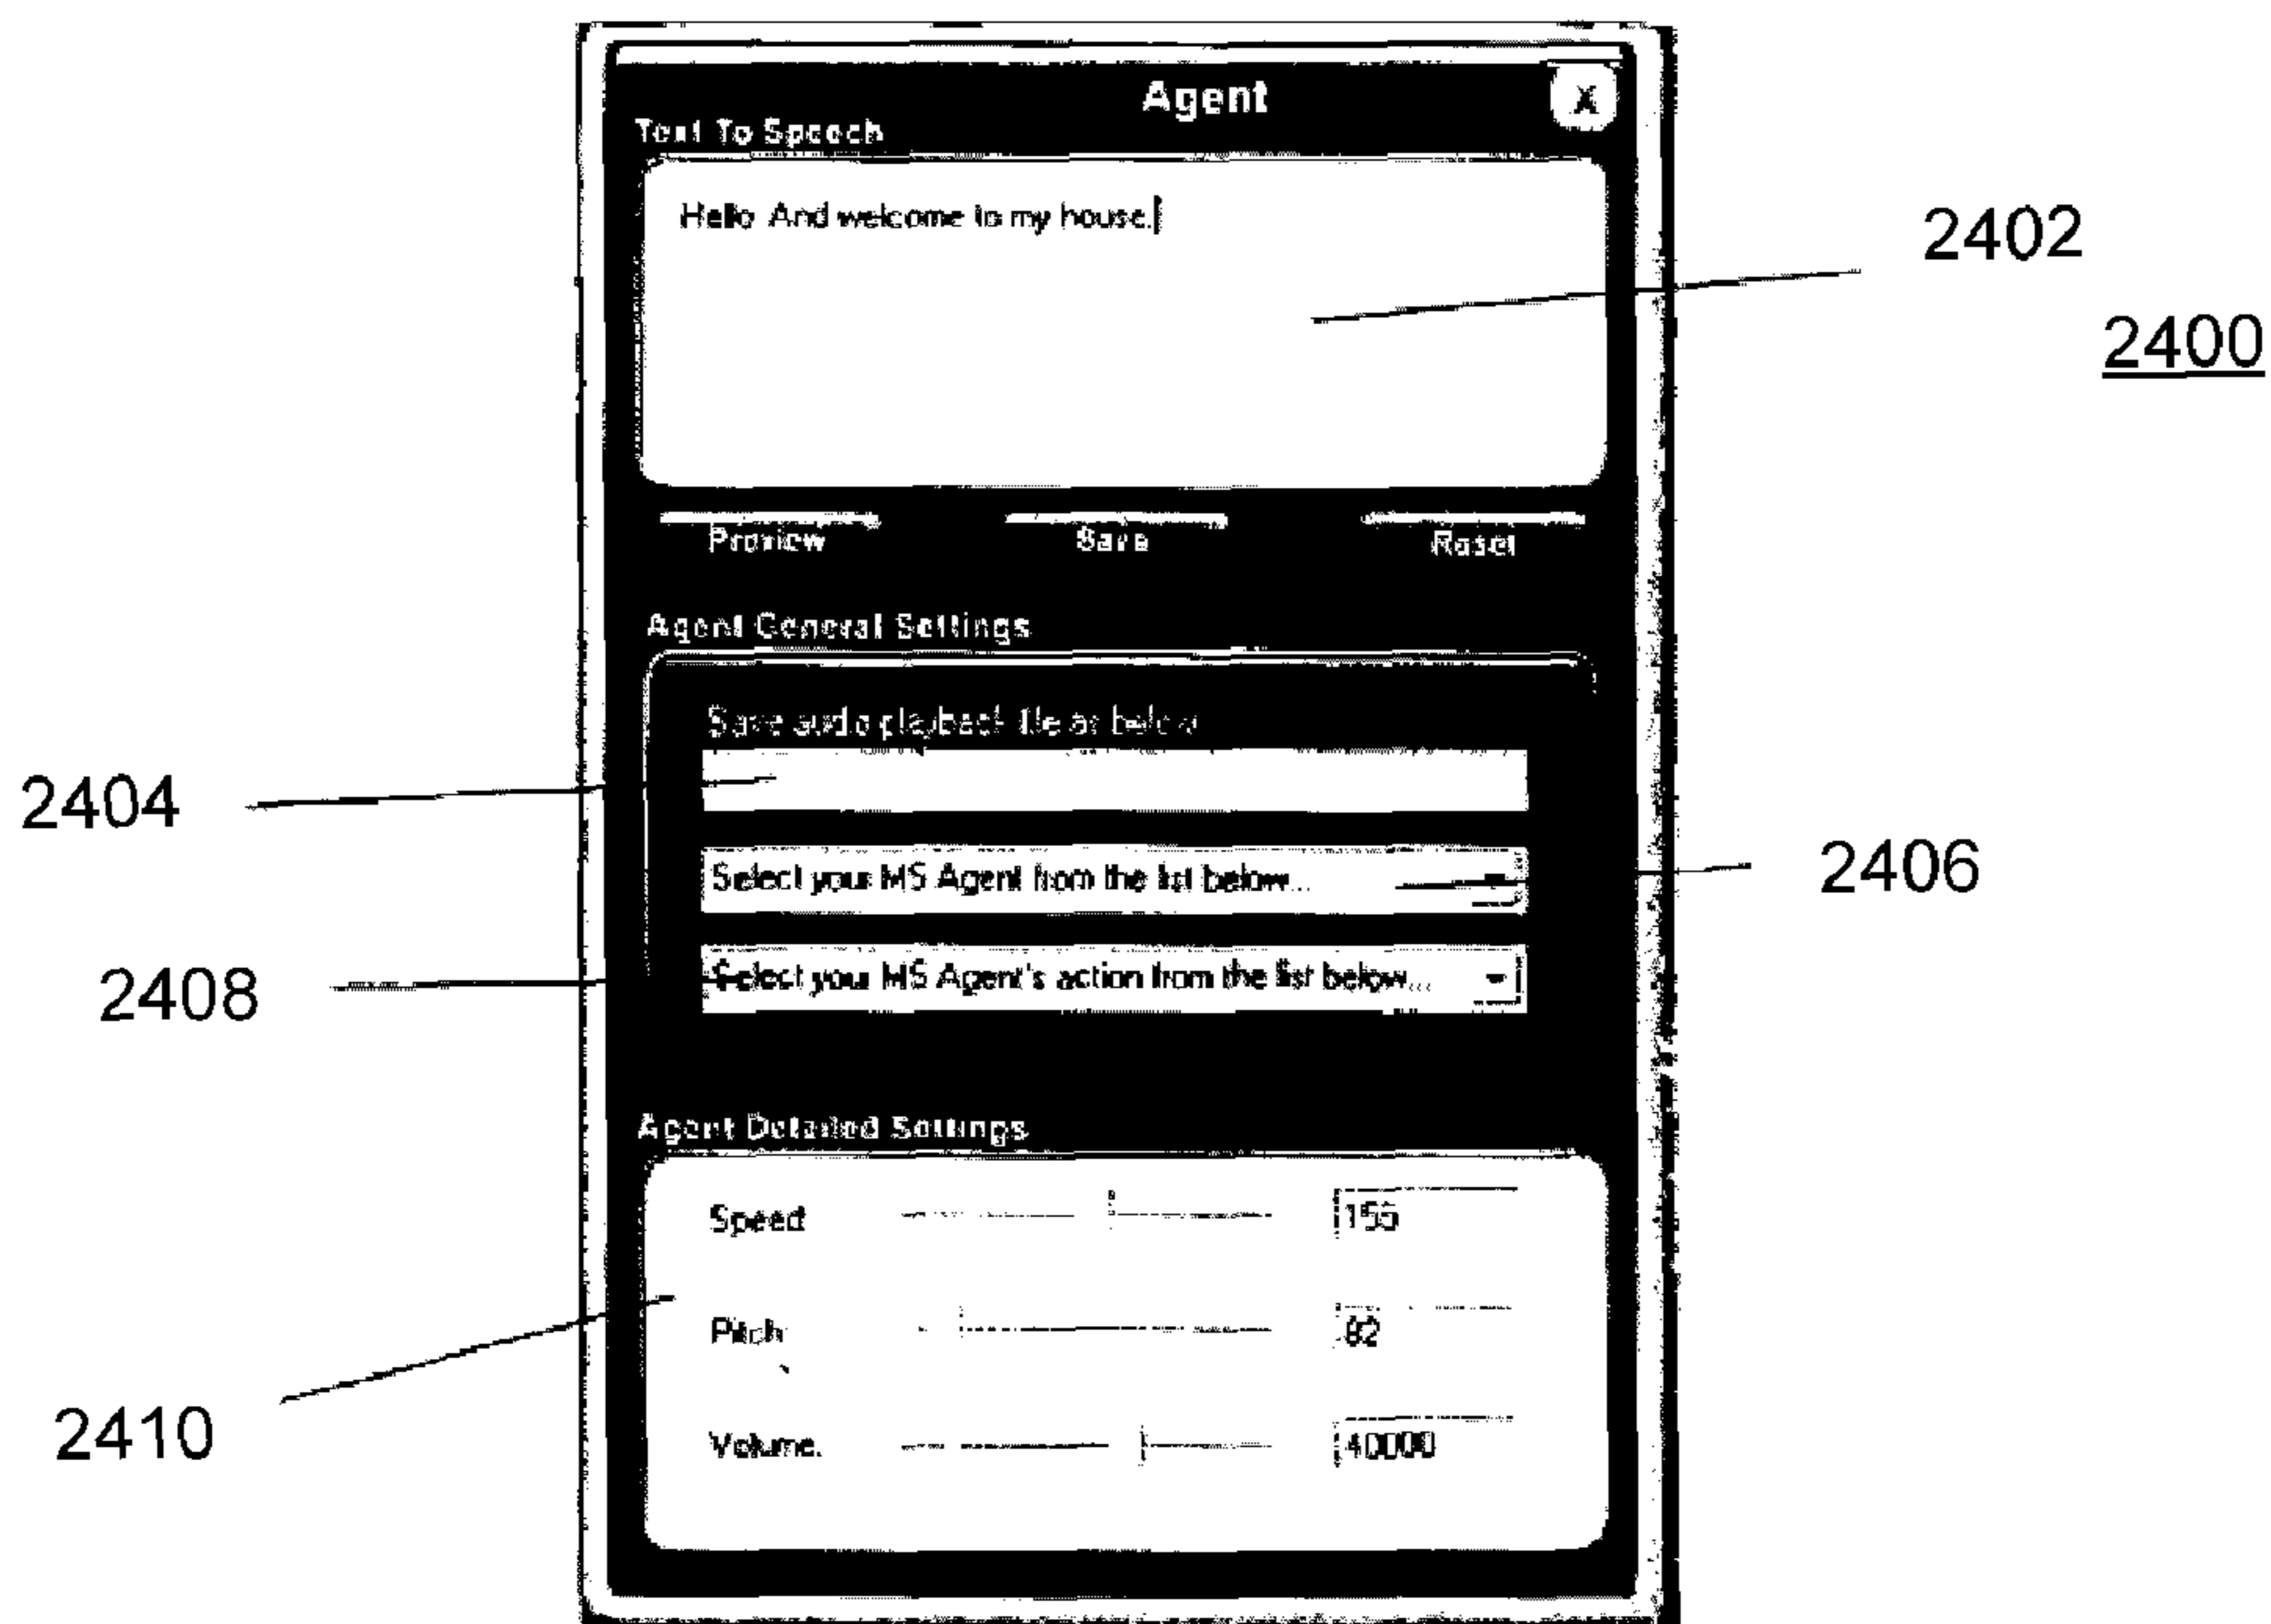 Agent
X
Text To Speech
Hello And welcome to my house.
2402
2400
Preview
Save
Reset
Agent General Settings
Save audio playback file as below
2404
Select your MS Agent from the list below...
2406
Select your MS Agent's action from the list below...
2408
Agent Detailed Settings
Speed
155
Pitch
82
2410
Volume.
40000